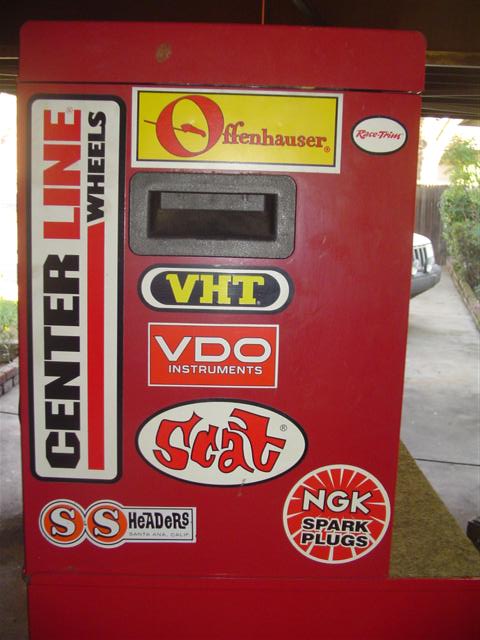 Offenhauser®
Race-Trim
CENTER LINE®
WHEELS
VHT
VDO
INSTRUMENTS
Scat®
SS HEADERS
SANTA ANA, CALIF.
NGK
SPARK
PLUGS